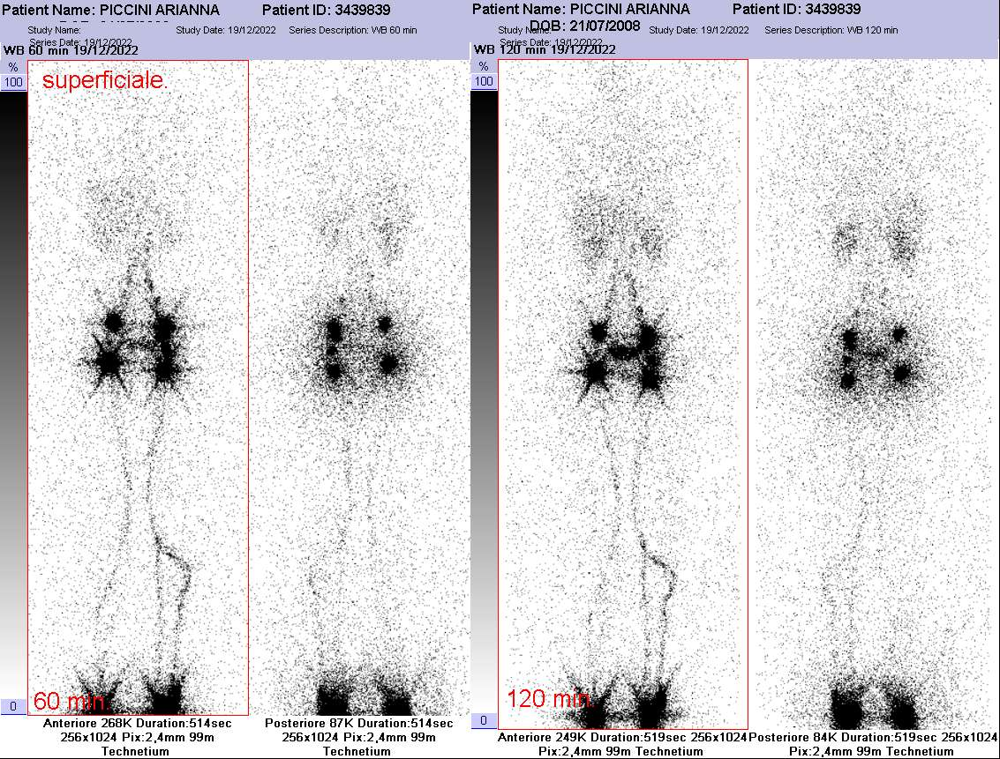 Patient Name: PICCINI ARIANNA Patient ID: 3439839
Study Name: Study Date: 19/12/2022 Series Description: WB 60 min
Series Date: 19/12/2022
WB 60 min 19/12/2022
%
100
superficiale.
0
60 min.
Anteriore 268K Duration:514sec
256x1024 Pix:2,4mm 99m
Technetium
Posteriore 87K Duration:514sec
256x1024 Pix:2,4mm 99m
Technetium
Patient Name: PICCINI ARIANNA Patient ID: 3439839
DOB: 21/07/2008
Study Name: Study Date: 19/12/2022 Series Description: WB 120 min
Series Date: 19/12/2022
WB 120 min 19/12/2022
%
100
0
120 min.
Anteriore 249K Duration:519sec 256x1024
Pix:2,4mm 99m Technetium
Posteriore 84K Duration:519sec 256x1024
Pix:2,4mm 99m Technetium